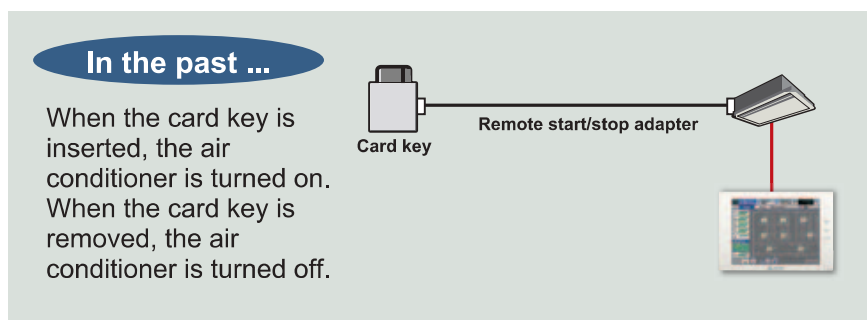 In the past ...
When the card key is
inserted, the air
conditioner is turned on.
When the card key is
removed, the air
conditioner is turned off.
Card key
Remote start/stop adapter